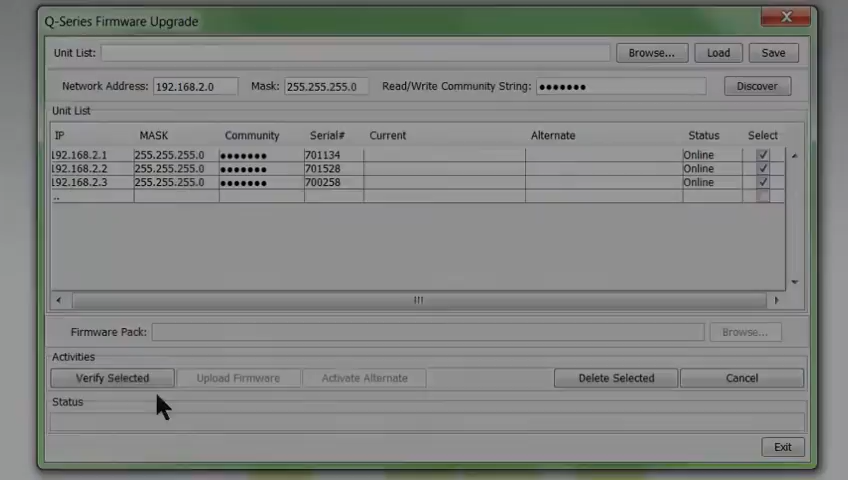 Q-Series Firmware Upgrade
Unit List: Browse... Load Save
Network Address: 192.168.2.0 Mask: 255.255.255.0 Read/Write Community String: ●●●●●●● Discover
Unit List
IP MASK Community Serial# Current Alternate Status Select
192.168.2.1 255.255.255.0 ●●●●●●● 701134 Online
192.168.2.2 255.255.255.0 ●●●●●●● 701528 Online
192.168.2.3 255.255.255.0 ●●●●●●● 700258 Online
..
Firmware Pack: Browse...
Activities
Verify Selected Upload Firmware Activate Alternate Delete Selected Cancel
Status
Exit